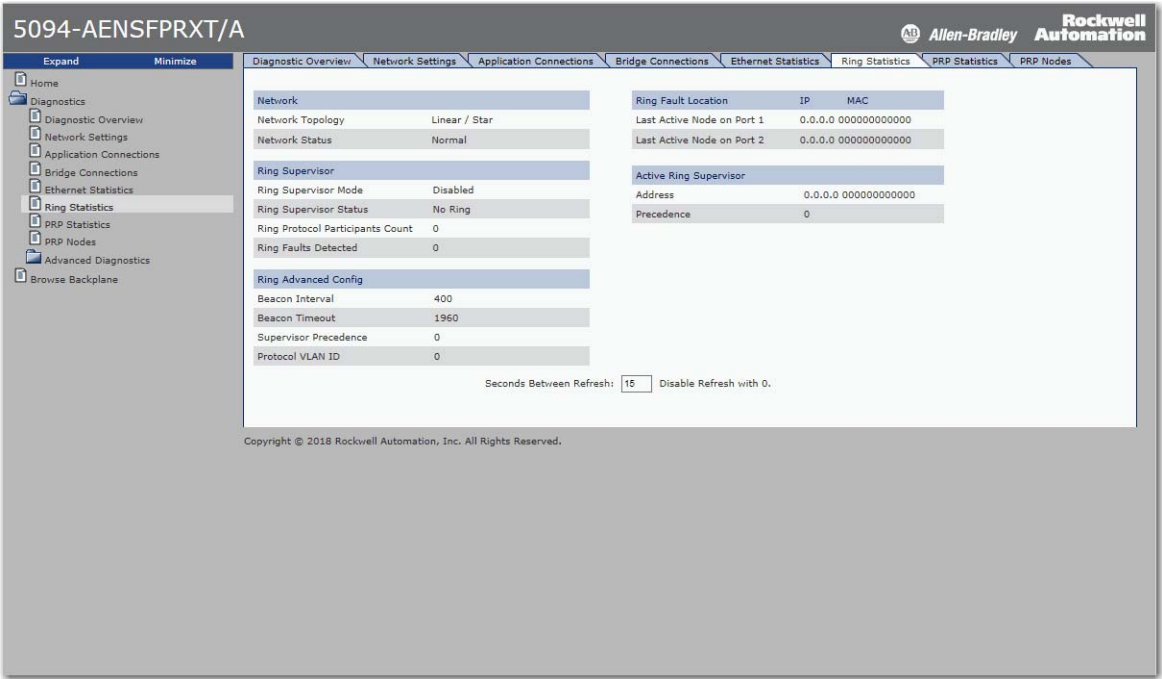 5094-AENSFPRXT/A
Allen-Bradley
Rockwell
Automation
Expand Minimize
Home
Diagnostics
Diagnostic Overview
Network Settings
Application Connections
Bridge Connections
Ethernet Statistics
Ring Statistics
PRP Statistics
PRP Nodes
Advanced Diagnostics
Browse Backplane
Diagnostic Overview Network Settings Application Connections Bridge Connections Ethernet Statistics Ring Statistics PRP Statistics PRP Nodes
Network
Network Topology Linear / Star
Network Status Normal
Ring Supervisor
Ring Supervisor Mode Disabled
Ring Supervisor Status No Ring
Ring Protocol Participants Count 0
Ring Faults Detected 0
Ring Advanced Config
Beacon Interval 400
Beacon Timeout 1960
Supervisor Precedence 0
Protocol VLAN ID 0
Ring Fault Location IP MAC
Last Active Node on Port 1 0.0.0.0 000000000000
Last Active Node on Port 2 0.0.0.0 000000000000
Active Ring Supervisor
Address 0.0.0.0 000000000000
Precedence 0
Seconds Between Refresh: 15 Disable Refresh with 0.
Copyright © 2018 Rockwell Automation, Inc. All Rights Reserved.